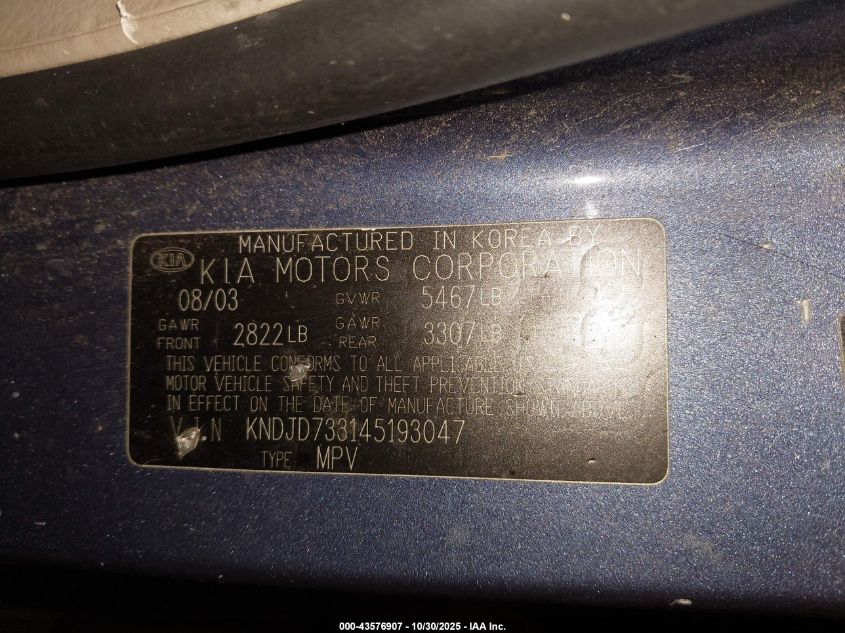 MANUFACTURED IN KOREA BY
KIA KIA MOTORS CORPORATION
08/03 GVWR 5467LB
GAWR FRONT 2822LB GAWR REAR 3307LB
THIS VEHICLE CONFORMS TO ALL APPLICABLE
MOTOR VEHICLE SAFETY AND THEFT PREVENTION
IN EFFECT ON THE DATE OF MANUFACTURE SHOWN
V.I.N KNDJD733145193047
TYPE: MPV
000-43576907 - 10/30/2025 - IAA Inc.